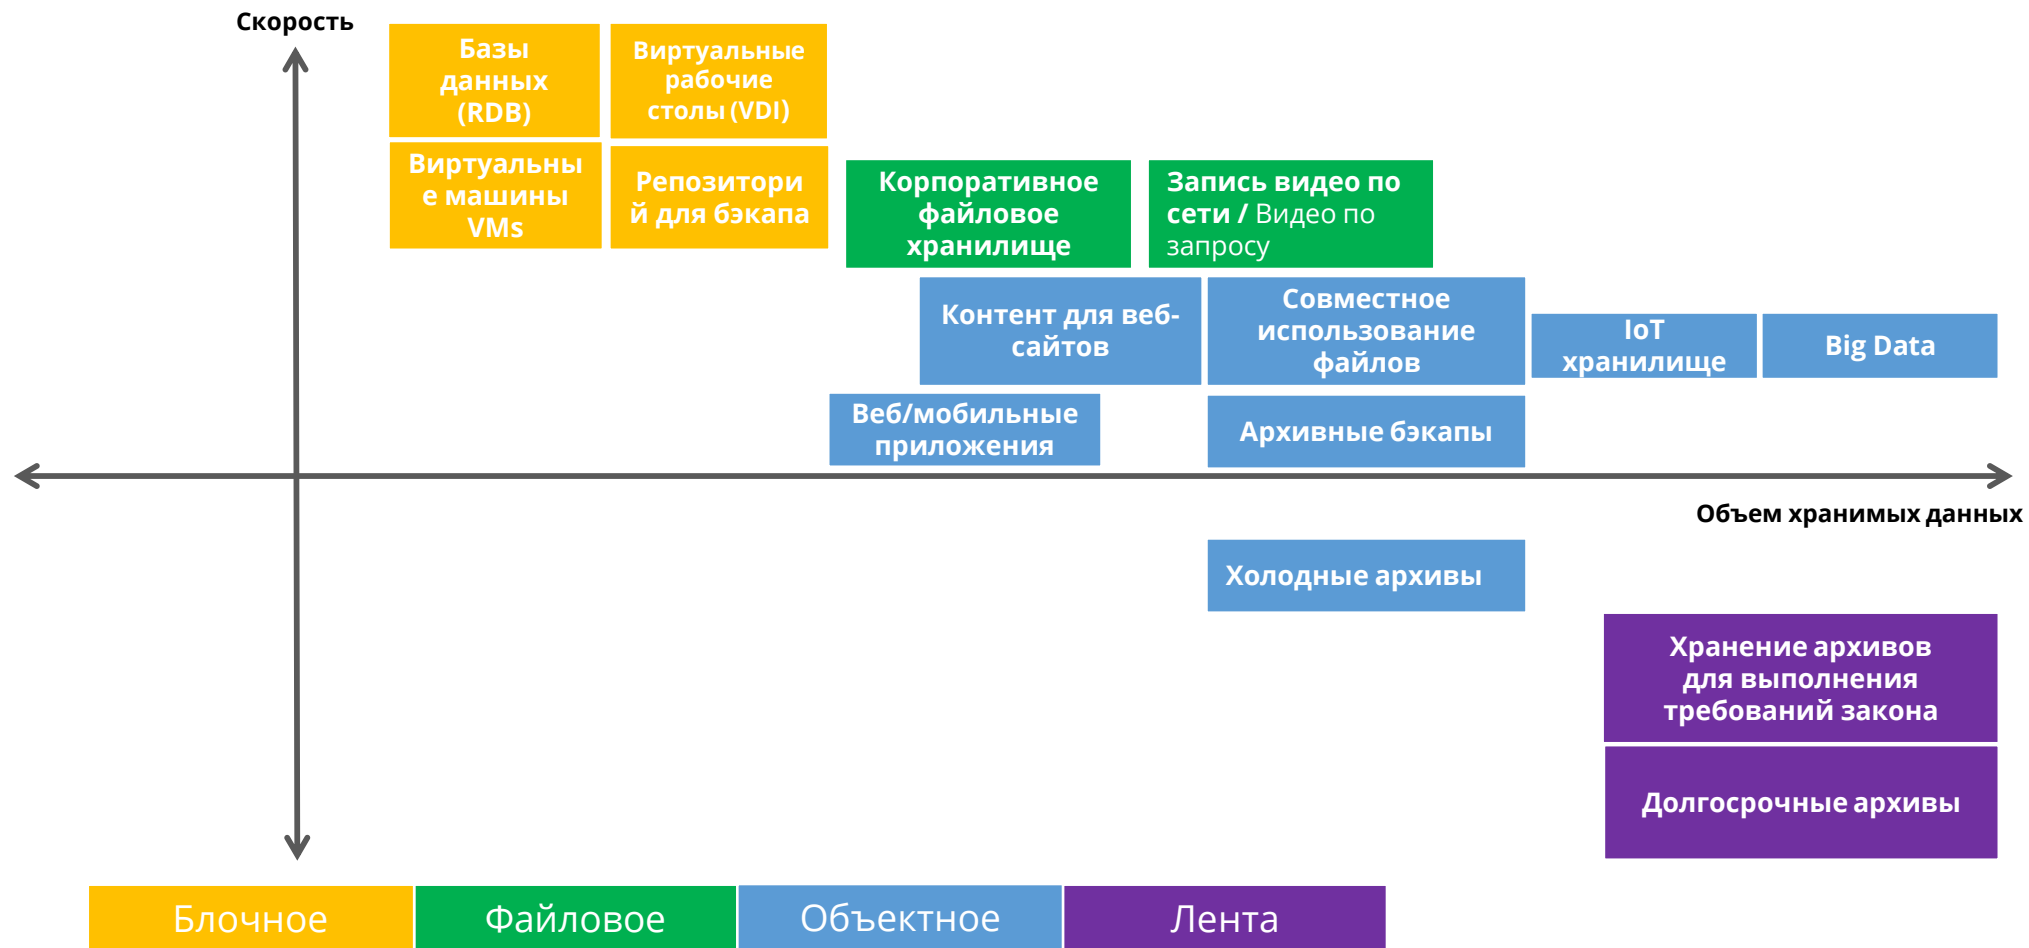 Скорость
Базы
данных
(RDB)
Виртуальные
рабочие
столы (VDI)
Виртуальны
е машины
VMs
Репозитори
й для бэкапа
Корпоративное
файловое
хранилище
Запись видео по
сети / Видео по
запросу
Контент для веб-
сайтов
Совместное
использование
файлов
IoT
хранилище
Big Data
Веб/мобильные
приложения
Архивные бэкапы
Объем хранимых данных
Холодные архивы
Хранение архивов
для выполнения
требований закона
Долгосрочные архивы
Блочное
Файловое
Объектное
Лента